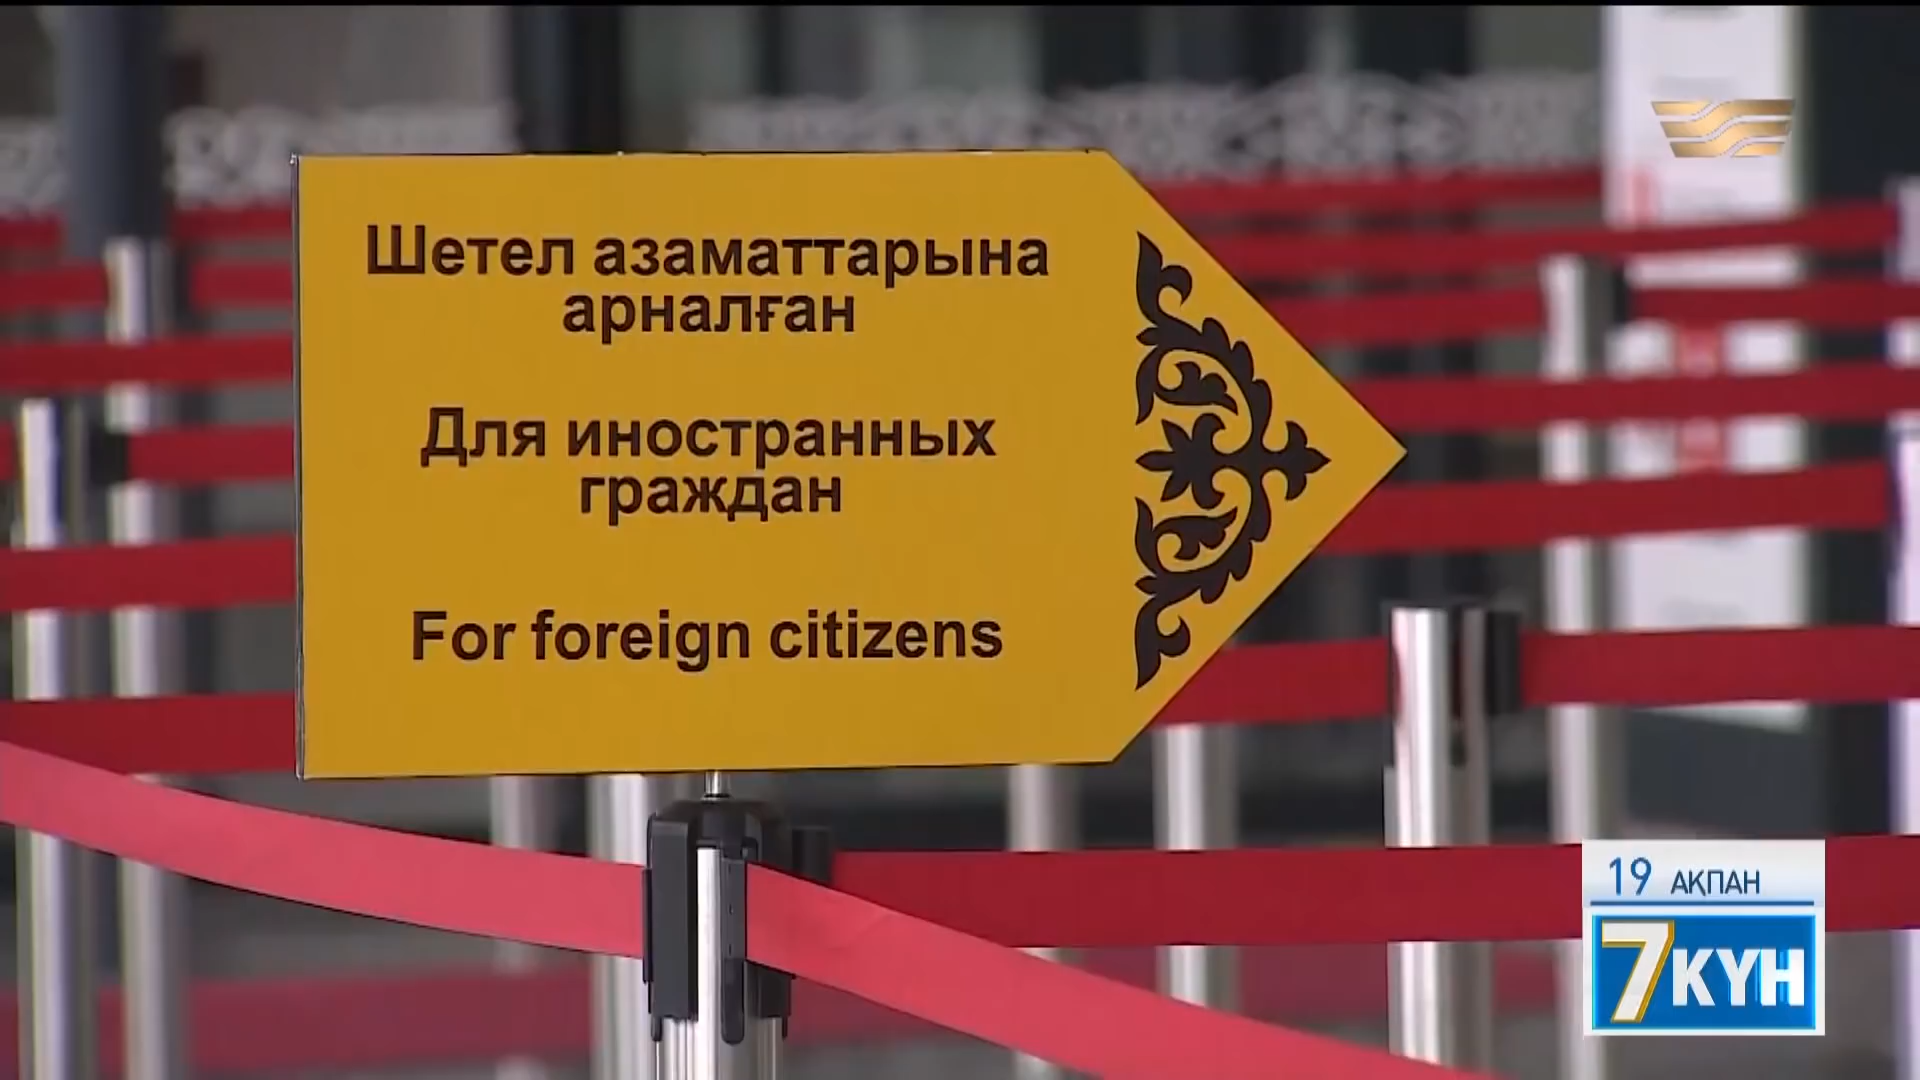 Шетел азаматтарына
арналған
Для иностранных
граждан
For foreign citizens
19 АҚПАН
7КҮН